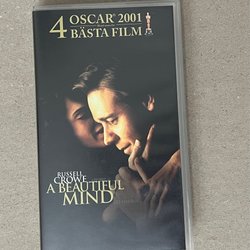 4 OSCAR® 2001
BÄSTA FILM
RUSSELL
CROWE
A BEAUTIFUL
MIND